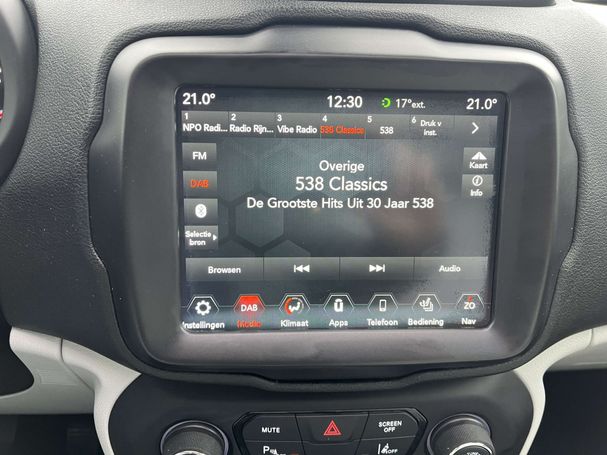 21.0° 12:30 17°ext. 21.0°
1 2 3 4 5 6 Druk v inst.
NPO Radi... Radio Rijn... Vibe Radio 538 Classics 538
FM
DAB
Selectie bron
Overige
538 Classics
De Grootste Hits Uit 30 Jaar 538
Kaart
Info
Browsen Audio
DAB ZO
Instellingen Media Klimaat Apps Telefoon Bediening Nav
MUTE SCREEN OFF
P